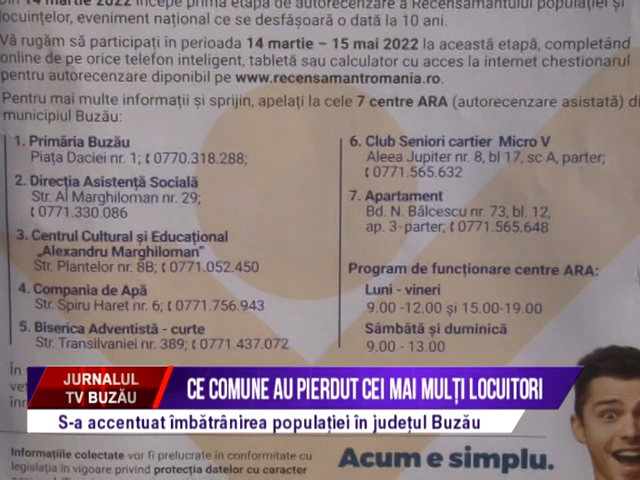 Din 14 martie 2022 începe prima etapă de autorecenzare a Recensământului populației și
locuințelor, eveniment național ce se desfășoară o dată la 10 ani.
Vă rugăm să participați în perioada 14 martie – 15 mai 2022 la această etapă, completând
online de pe orice telefon inteligent, tabletă sau calculator cu acces la internet chestionarul
pentru autorecenzare diponibil pe www.recensamantromania.ro.
Pentru mai multe informații și sprijin, apelați la cele 7 centre ARA (autorecenzare asistată) di
municipiul Buzău:
1. Primăria Buzău
Piața Daciei nr. 1; 0770.318.288;
2. Direcția Asistență Socială
Str. Al Marghiloman nr. 29;
0771.330.086
3. Centrul Cultural și Educațional
„Alexandru Marghiloman”
Str. Plantelor nr. 8B; 0771.052.450
4. Compania de Apă
Str. Spiru Haret nr. 6; 0771.756.943
5. Biserica Adventistă - curte
Str. Transilvaniei nr. 389; 0771.437.072
6. Club Seniori cartier Micro V
Aleea Jupiter nr. 8, bl 17, sc A, parter;
0771.565.632
7. Apartament
Bd. N. Bălcescu nr. 73, bl. 12,
ap. 3-parter; 0771.565.648
Program de funcționare centre ARA:
Luni - vineri
9.00 -12.00 și 15.00-19.00
Sâmbătă și duminică
9.00 - 13.00
În
JURNALUL
TV BUZĂU
CE COMUNE AU PIERDUT CEI MAI MULȚI LOCUITORI
S-a accentuat îmbătrânirea populației în județul Buzău
Informațiile colectate vor fi prelucrate în conformitate cu
legislația în vigoare privind protecția datelor cu caracter
Acum e simplu.